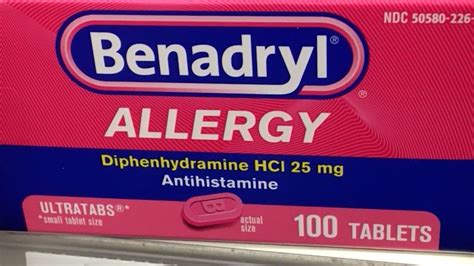 NDC 50580-226-
Benadryl®
ALLERGY
Diphenhydramine HCl 25 mg
Antihistamine
ULTRATABS®*
*small tablet size
actual size
100 TABLETS